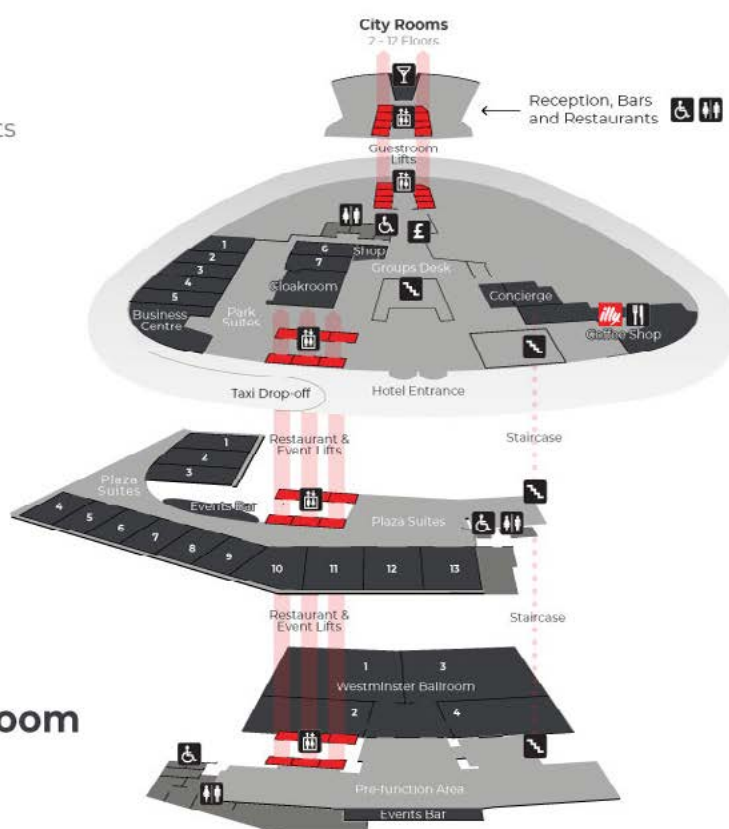 City Rooms
2 - 12 Floors
Reception, Bars
and Restaurants
ts
Guestroom
Lifts
1
2
3
4
5
6
7
Shop
£
Groups Desk
Cloakroom
Concierge
Business
Centre
Park
Suites
illy
Coffee Shop
Taxi Drop-off
Hotel Entrance
Restaurant &
Event Lifts
Staircase
1
2
3
Plaza
Suites
Events Bar
Plaza Suites
4
5
6
7
8
9
10
11
12
13
Restaurant &
Event Lifts
Staircase
1
3
Westminster Ballroom
2
4
oom
Pre-function Area
Events Bar